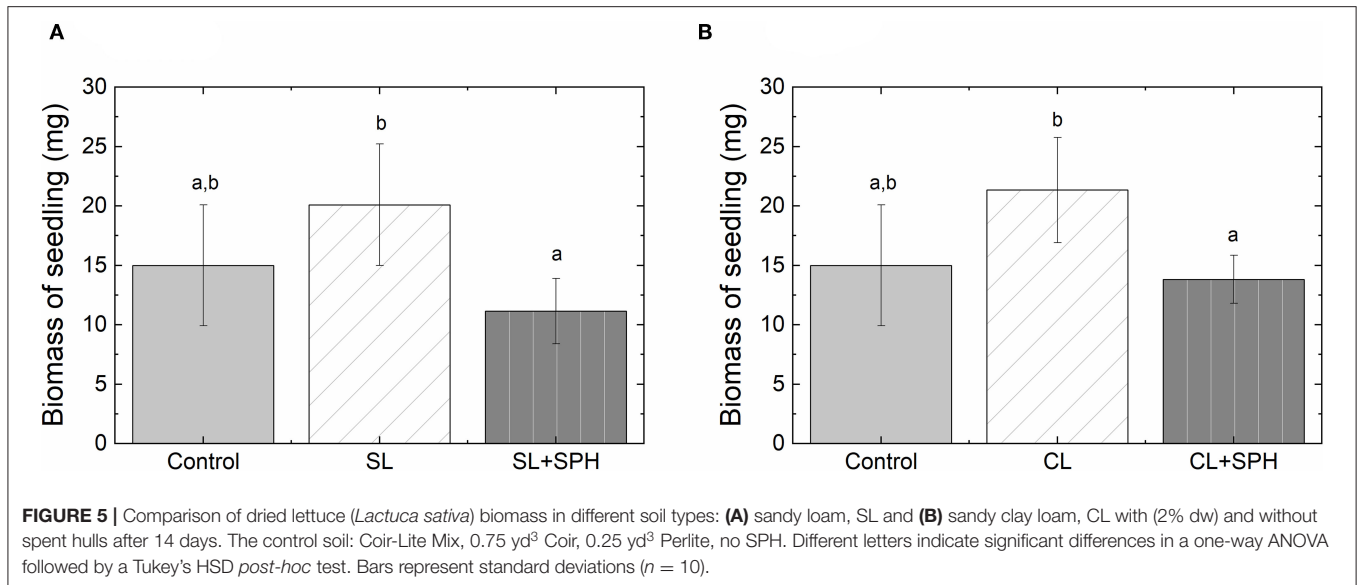 A
B
Biomass of seedling (mg)
30
25
20
15
10
5
0
a,b
b
a
Control
SL
SL+SPH
Biomass of seedling (mg)
30
25
20
15
10
5
0
a,b
b
a
Control
CL
CL+SPH
FIGURE 5 | Comparison of dried lettuce (Lactuca sativa) biomass in different soil types: (A) sandy loam, SL and (B) sandy clay loam, CL with (2% dw) and without
spent hulls after 14 days. The control soil: Coir-Lite Mix, 0.75 yd³ Coir, 0.25 yd³ Perlite, no SPH. Different letters indicate significant differences in a one-way ANOVA
followed by a Tukey's HSD post-hoc test. Bars represent standard deviations (n = 10).